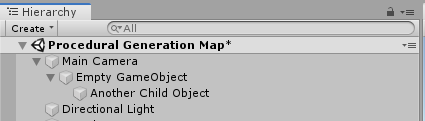 Hierarchy
Create All
Procedural Generation Map*
Main Camera
Empty GameObject
Another Child Object
Directional Light